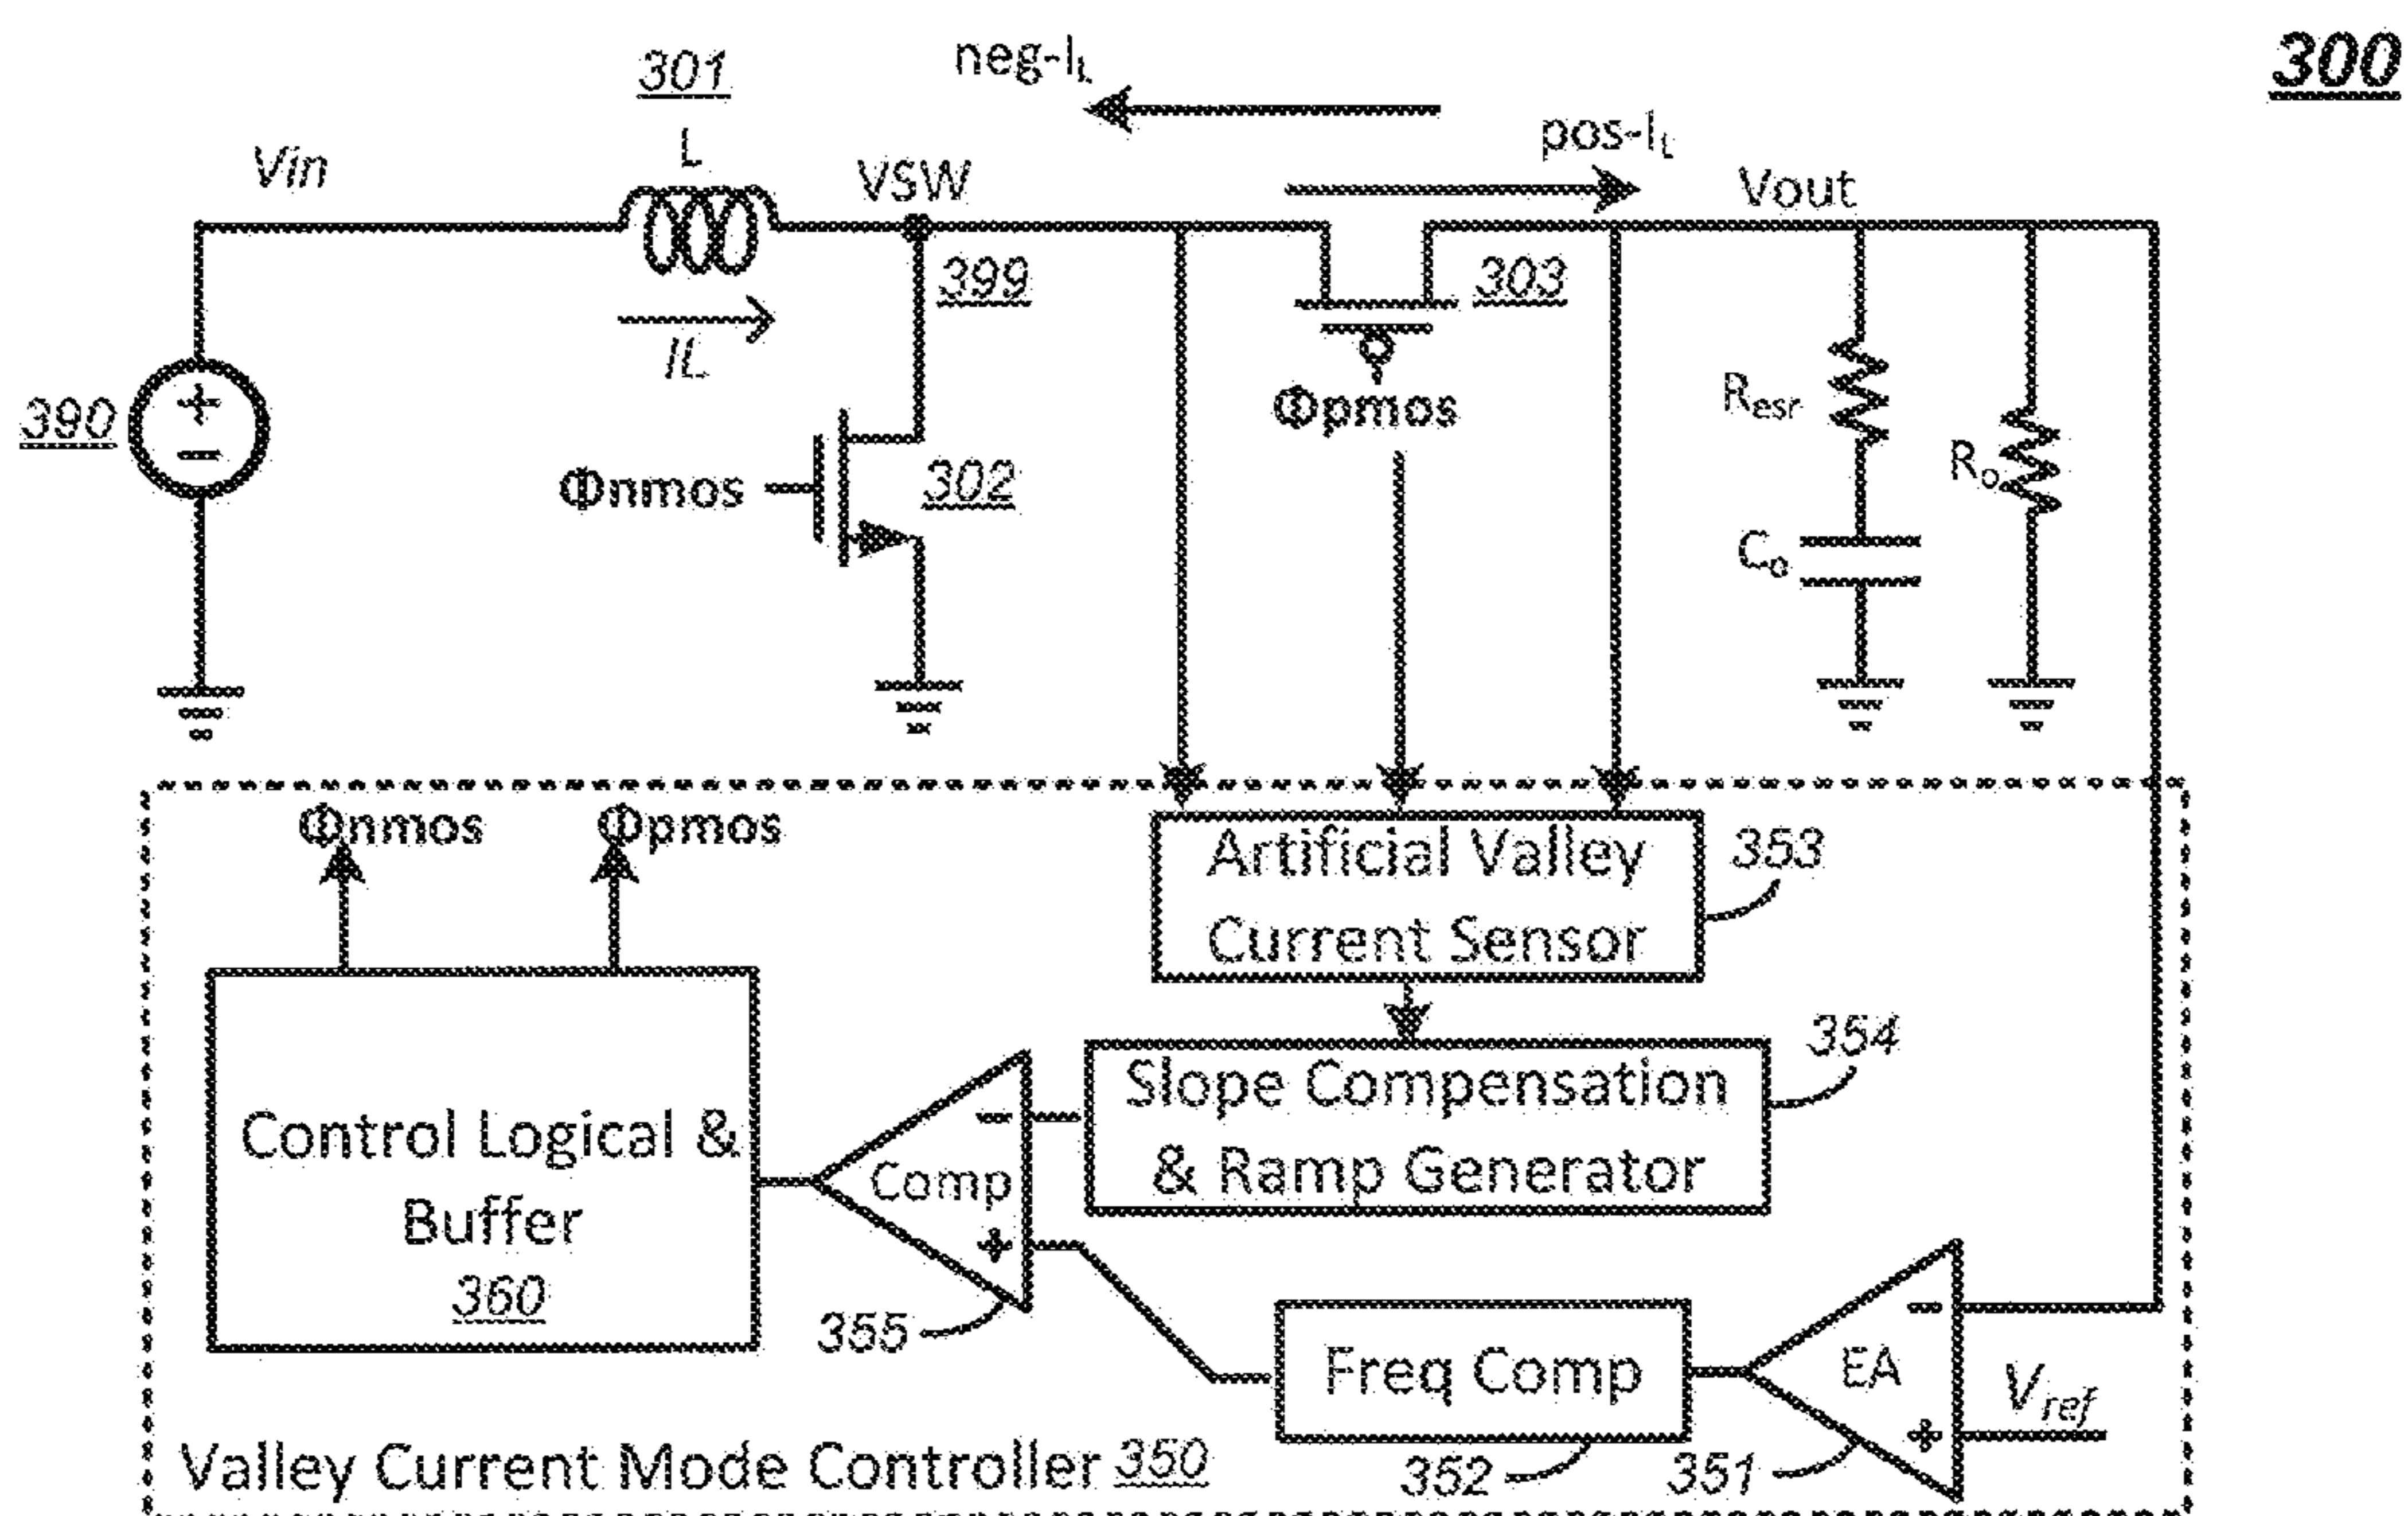 300
301
neg-IL
L
pos-IL
Vin
VSW
Vout
399
303
IL
390
Φpmos
Resr
Φnmos
302
Ro
Co
+
−
Φnmos
Φpmos
Artificial Valley
Current Sensor
353
354
Slope Compensation
& Ramp Generator
Control Logical &
Buffer
360
−
Comp
+
355
Freq Comp
−
EA
+
Vref
352
351
Valley Current Mode Controller 350